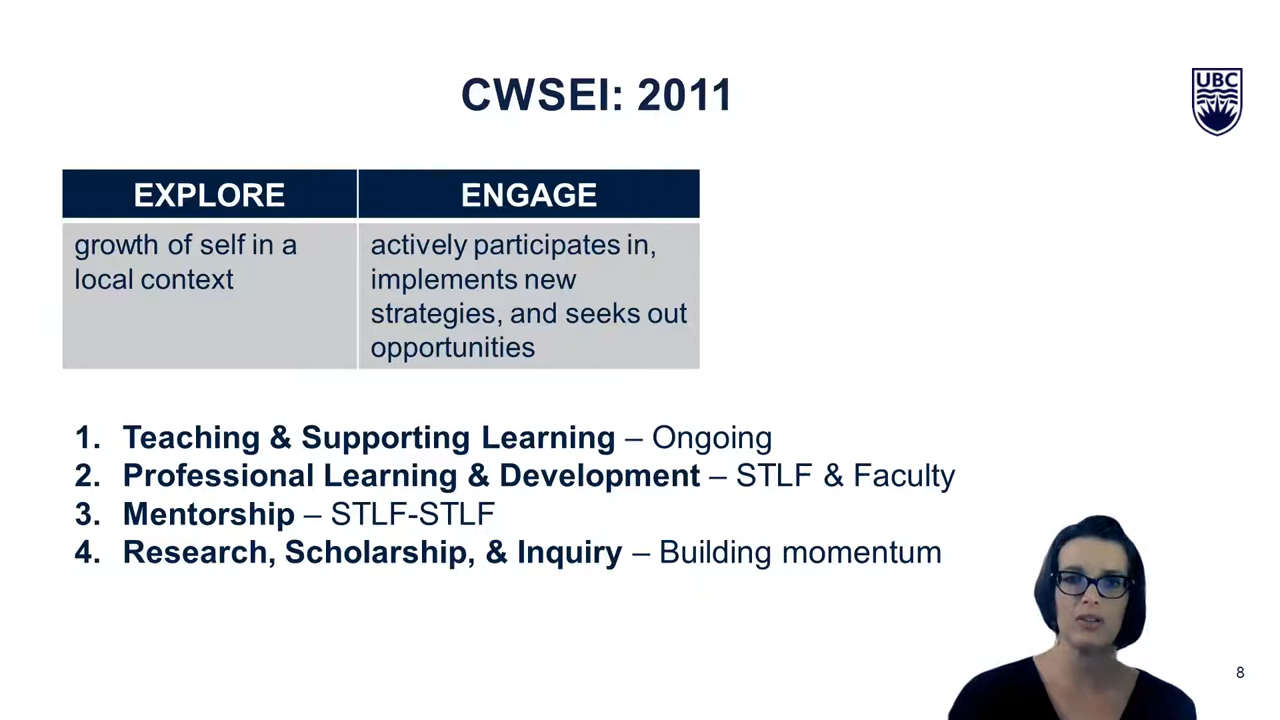 CWSEI: 2011
UBC
EXPLORE
ENGAGE
growth of self in a
local context
actively participates in,
implements new
strategies, and seeks out
opportunities
1. Teaching & Supporting Learning – Ongoing
2. Professional Learning & Development – STLF & Faculty
3. Mentorship – STLF-STLF
4. Research, Scholarship, & Inquiry – Building momentum
8